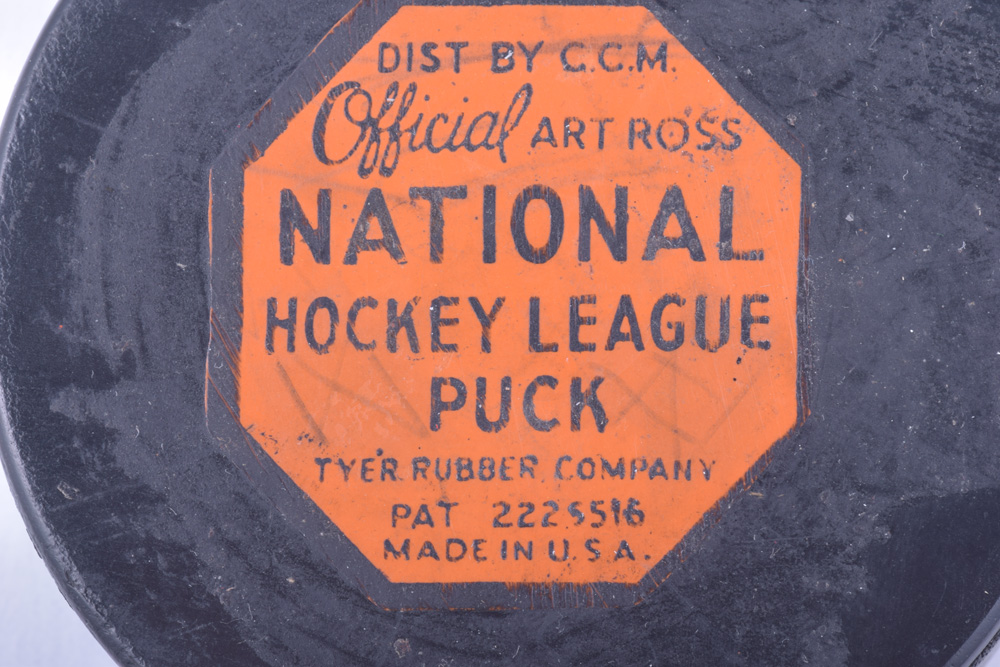 DIST BY C.C.M.
Official ART ROSS
NATIONAL
HOCKEY LEAGUE
PUCK
TYER RUBBER COMPANY
PAT 2225516
MADE IN U.S.A.